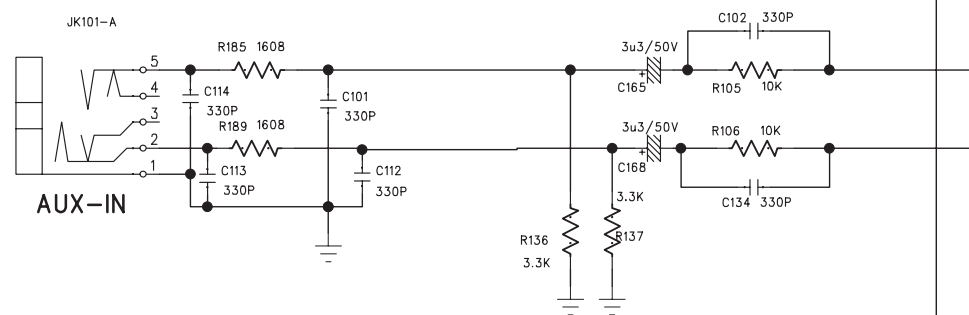 JK101-A
C102 330P
R185 1608
3u3/50V
5
4
C114
330P
C101
330P
+
C165
R105 10K
3
R189 1608
2
3u3/50V
R106 10K
1
C113
330P
C112
330P
+
C168
C134 330P
AUX-IN
3.3K
R136
R137
3.3K